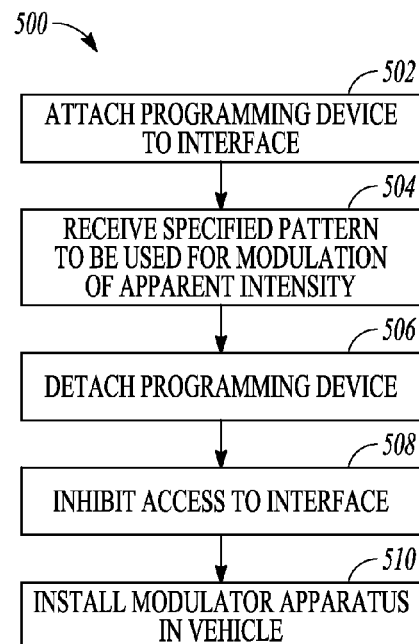 500
502
ATTACH PROGRAMMING DEVICE
TO INTERFACE
504
RECEIVE SPECIFIED PATTERN
TO BE USED FOR MODULATION
OF APPARENT INTENSITY
506
DETACH PROGRAMMING DEVICE
508
INHIBIT ACCESS TO INTERFACE
510
INSTALL MODULATOR APPARATUS
IN VEHICLE